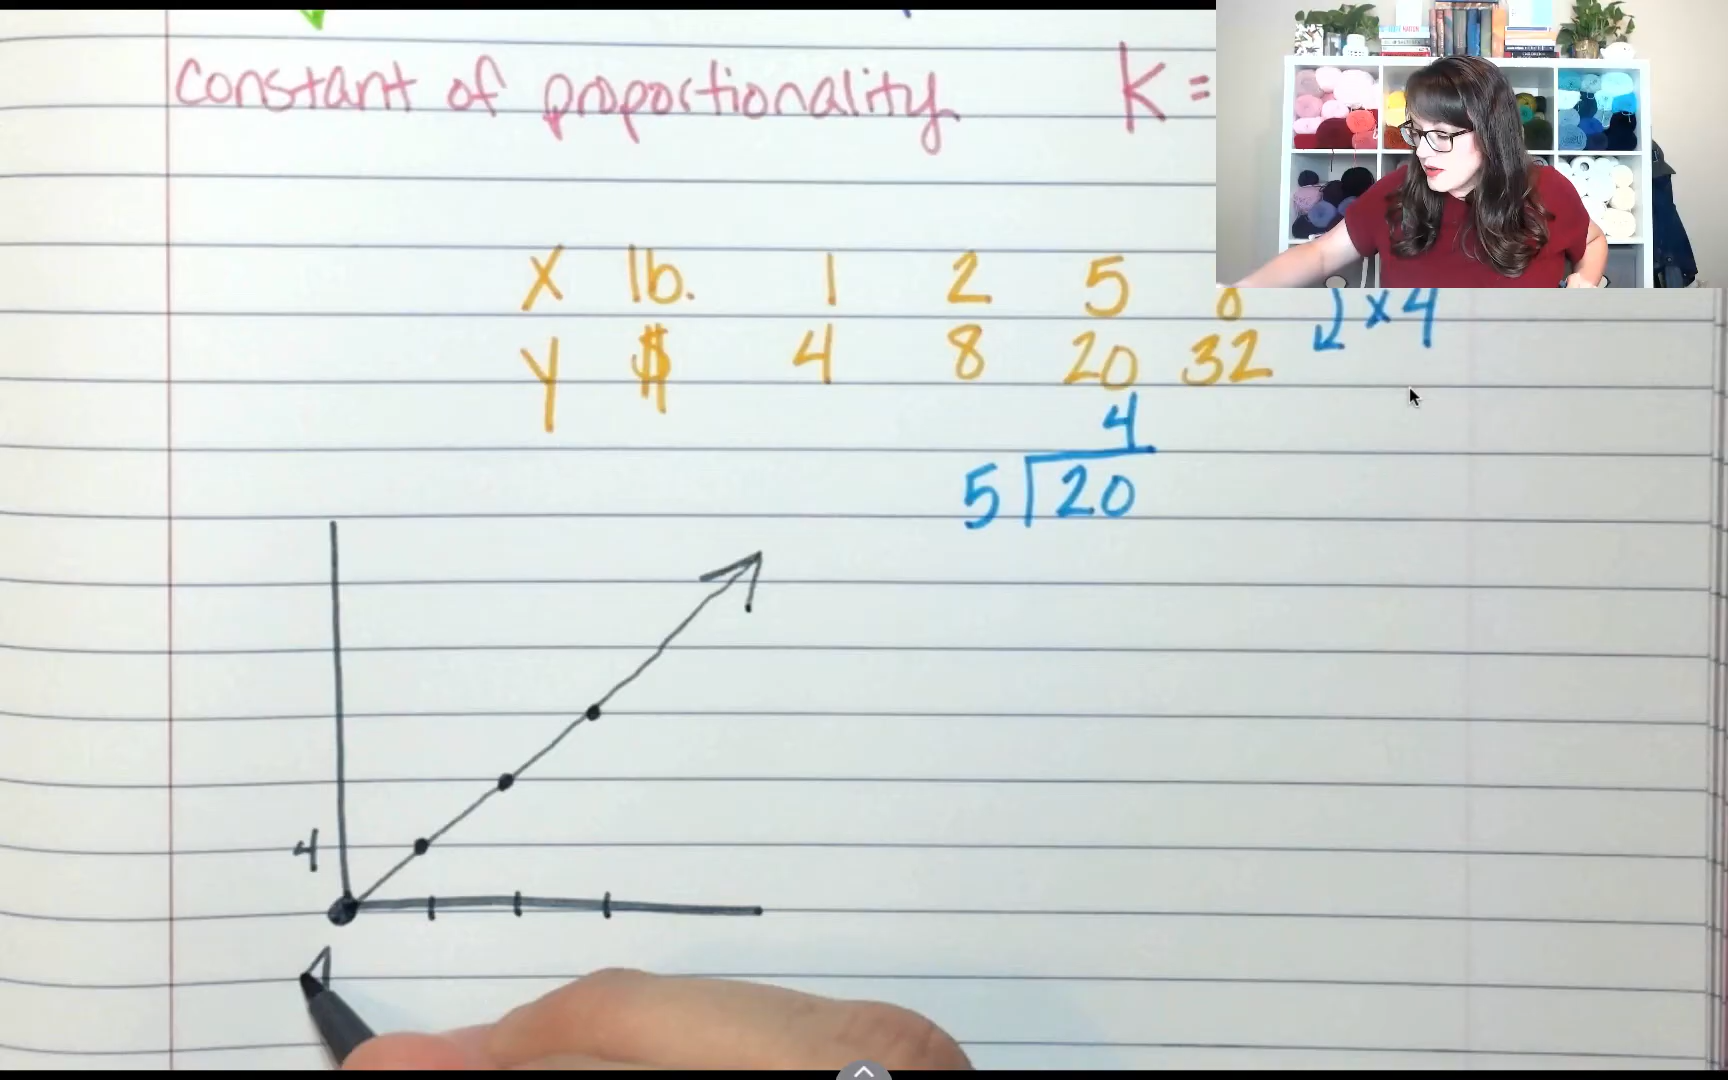 constant of proportionality k =
x lb. 1 2 5
y $ 4 8 20 32
x 4
4
5 20
4